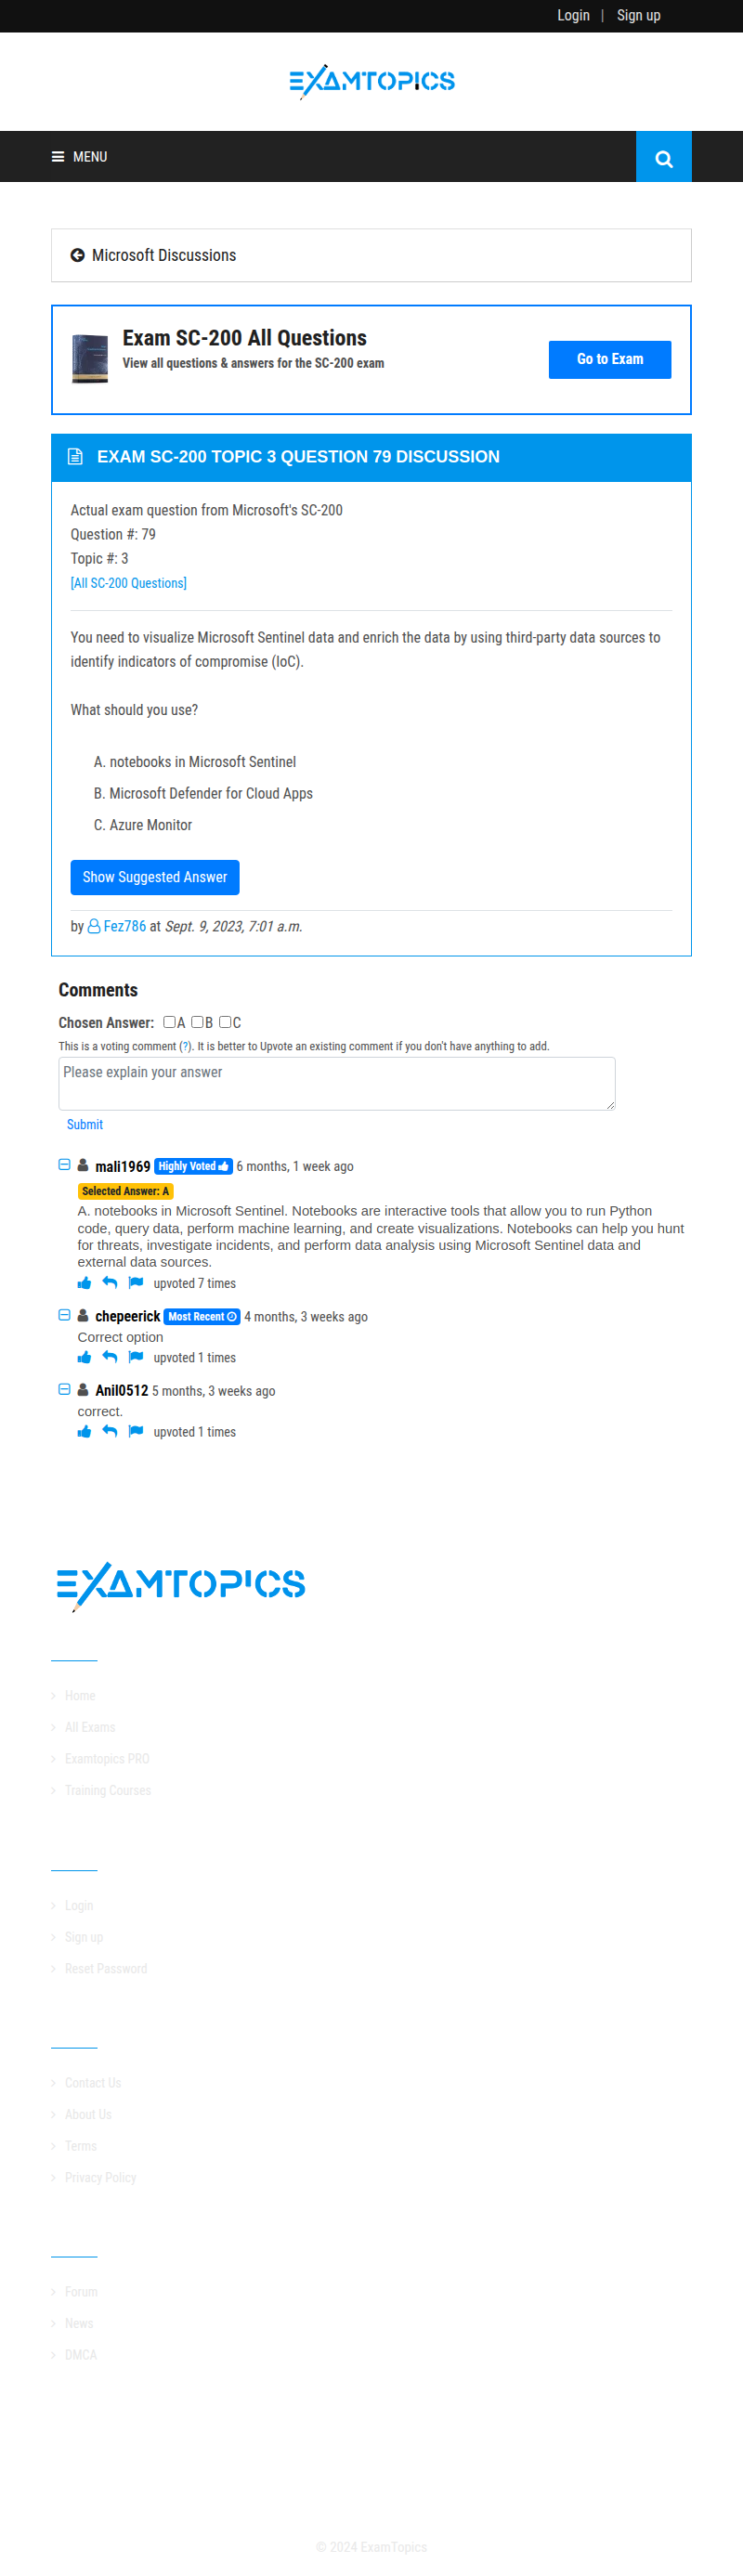 Login | Sign up
EXAMTOPICS
MENU
Microsoft Discussions
Exam SC-200 All Questions
View all questions & answers for the SC-200 exam
Go to Exam
EXAM SC-200 TOPIC 3 QUESTION 79 DISCUSSION
Actual exam question from Microsoft's SC-200
Question #: 79
Topic #: 3
[All SC-200 Questions]
You need to visualize Microsoft Sentinel data and enrich the data by using third-party data sources to
identify indicators of compromise (IoC).
What should you use?
A. notebooks in Microsoft Sentinel
B. Microsoft Defender for Cloud Apps
C. Azure Monitor
Show Suggested Answer
by Fez786 at Sept. 9, 2023, 7:01 a.m.
Comments
Chosen Answer: A B C
This is a voting comment (?). It is better to Upvote an existing comment if you don't have anything to add.
Please explain your answer
Submit
mali1969 Highly Voted 6 months, 1 week ago
Selected Answer: A
A. notebooks in Microsoft Sentinel. Notebooks are interactive tools that allow you to run Python
code, query data, perform machine learning, and create visualizations. Notebooks can help you hunt
for threats, investigate incidents, and perform data analysis using Microsoft Sentinel data and
external data sources.
upvoted 7 times
chepeerick Most Recent 4 months, 3 weeks ago
Correct option
upvoted 1 times
Anil0512 5 months, 3 weeks ago
correct.
upvoted 1 times
EXAMTOPICS
Home
All Exams
Examtopics PRO
Training Courses
Login
Sign up
Reset Password
Contact Us
About Us
Terms
Privacy Policy
Forum
News
DMCA
© 2024 ExamTopics